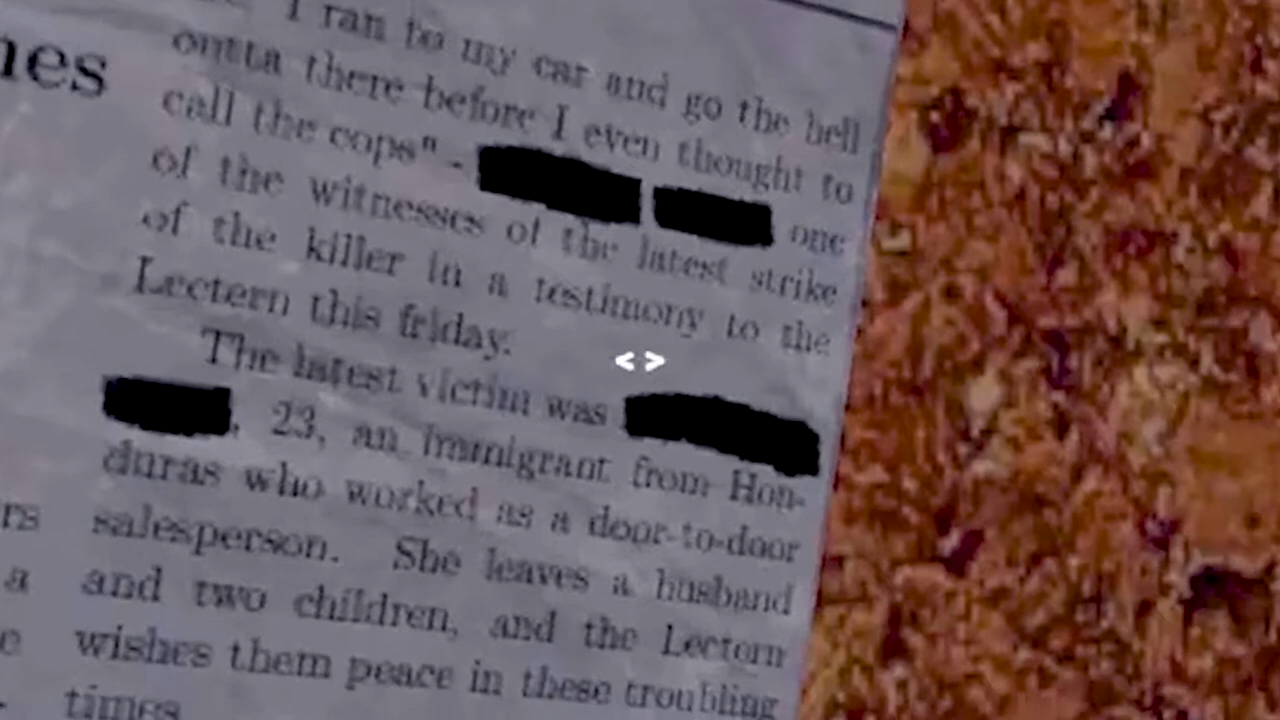 nes
I ran to my car and go the hell
outta there before I even thought to
call the cops" - one
of the witnesses of the latest strike
of the killer in a testimony to the
Lectern this friday.
The latest victim was
, 23, an immigrant from Hon-
duras who worked as a door-to-door
salesperson. She leaves a husband
and two children, and the Lectern
wishes them peace in these troubling
times
rs
a
e
< >